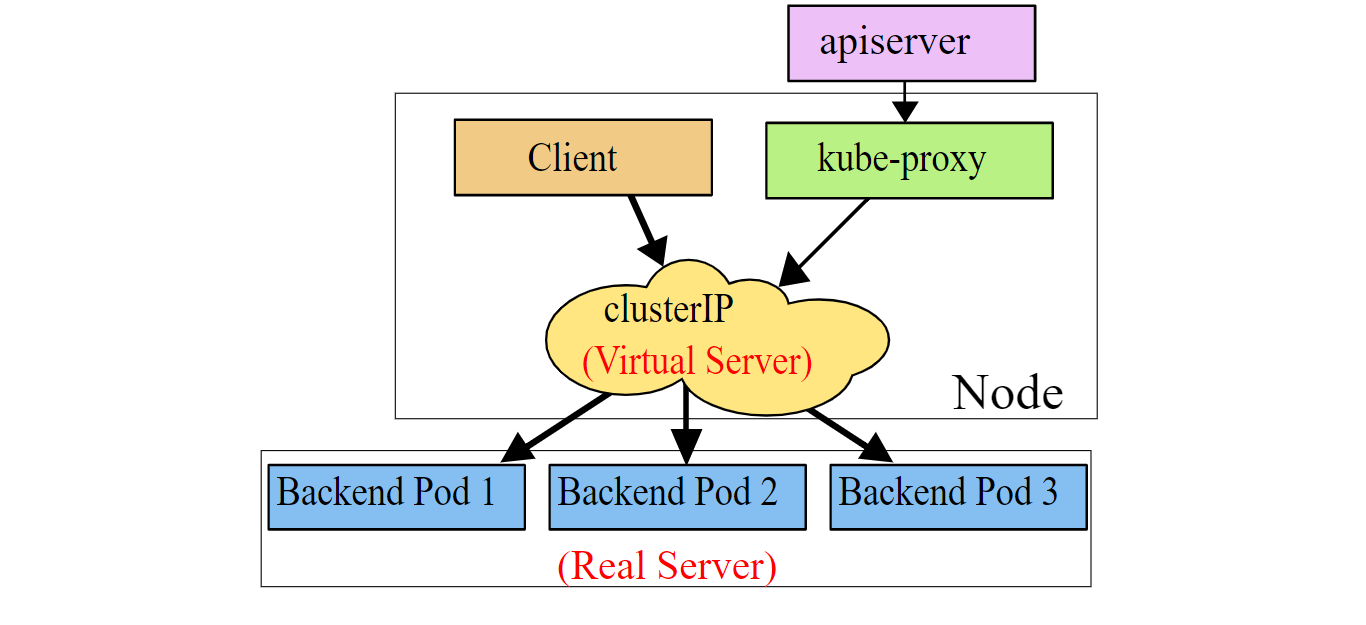 apiserver
Client
kube-proxy
clusterIP
(Virtual Server)
Node
Backend Pod 1
Backend Pod 2
Backend Pod 3
(Real Server)